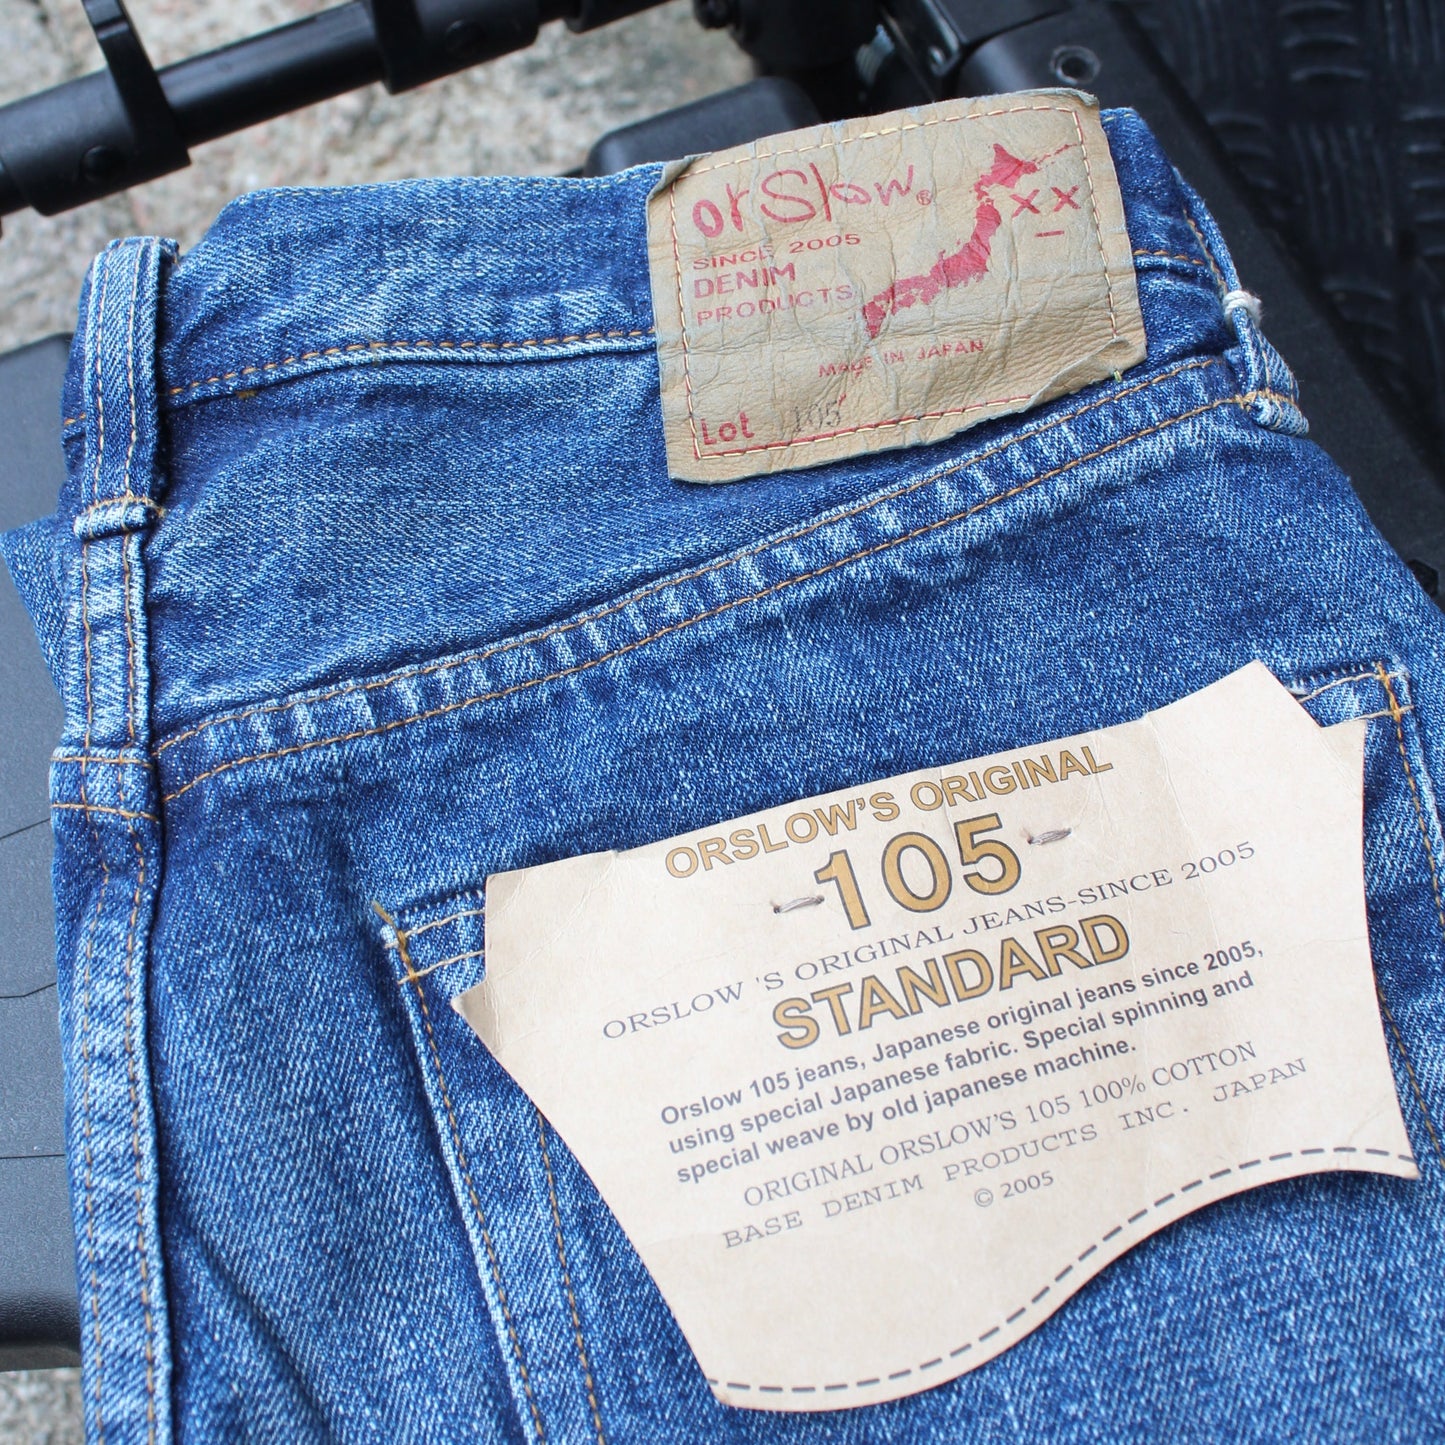 orSlow®
XX
SINCE 2005
DENIM
PRODUCTS
MADE IN JAPAN
Lot 105
ORSLOW'S ORIGINAL
-105-
ORSLOW 'S ORIGINAL JEANS-SINCE 2005
STANDARD
Orslow 105 jeans, Japanese original jeans since 2005,
using special Japanese fabric. Special spinning and
special weave by old japanese machine.
ORIGINAL ORSLOW'S 105 100% COTTON
BASE DENIM PRODUCTS INC. JAPAN
© 2005